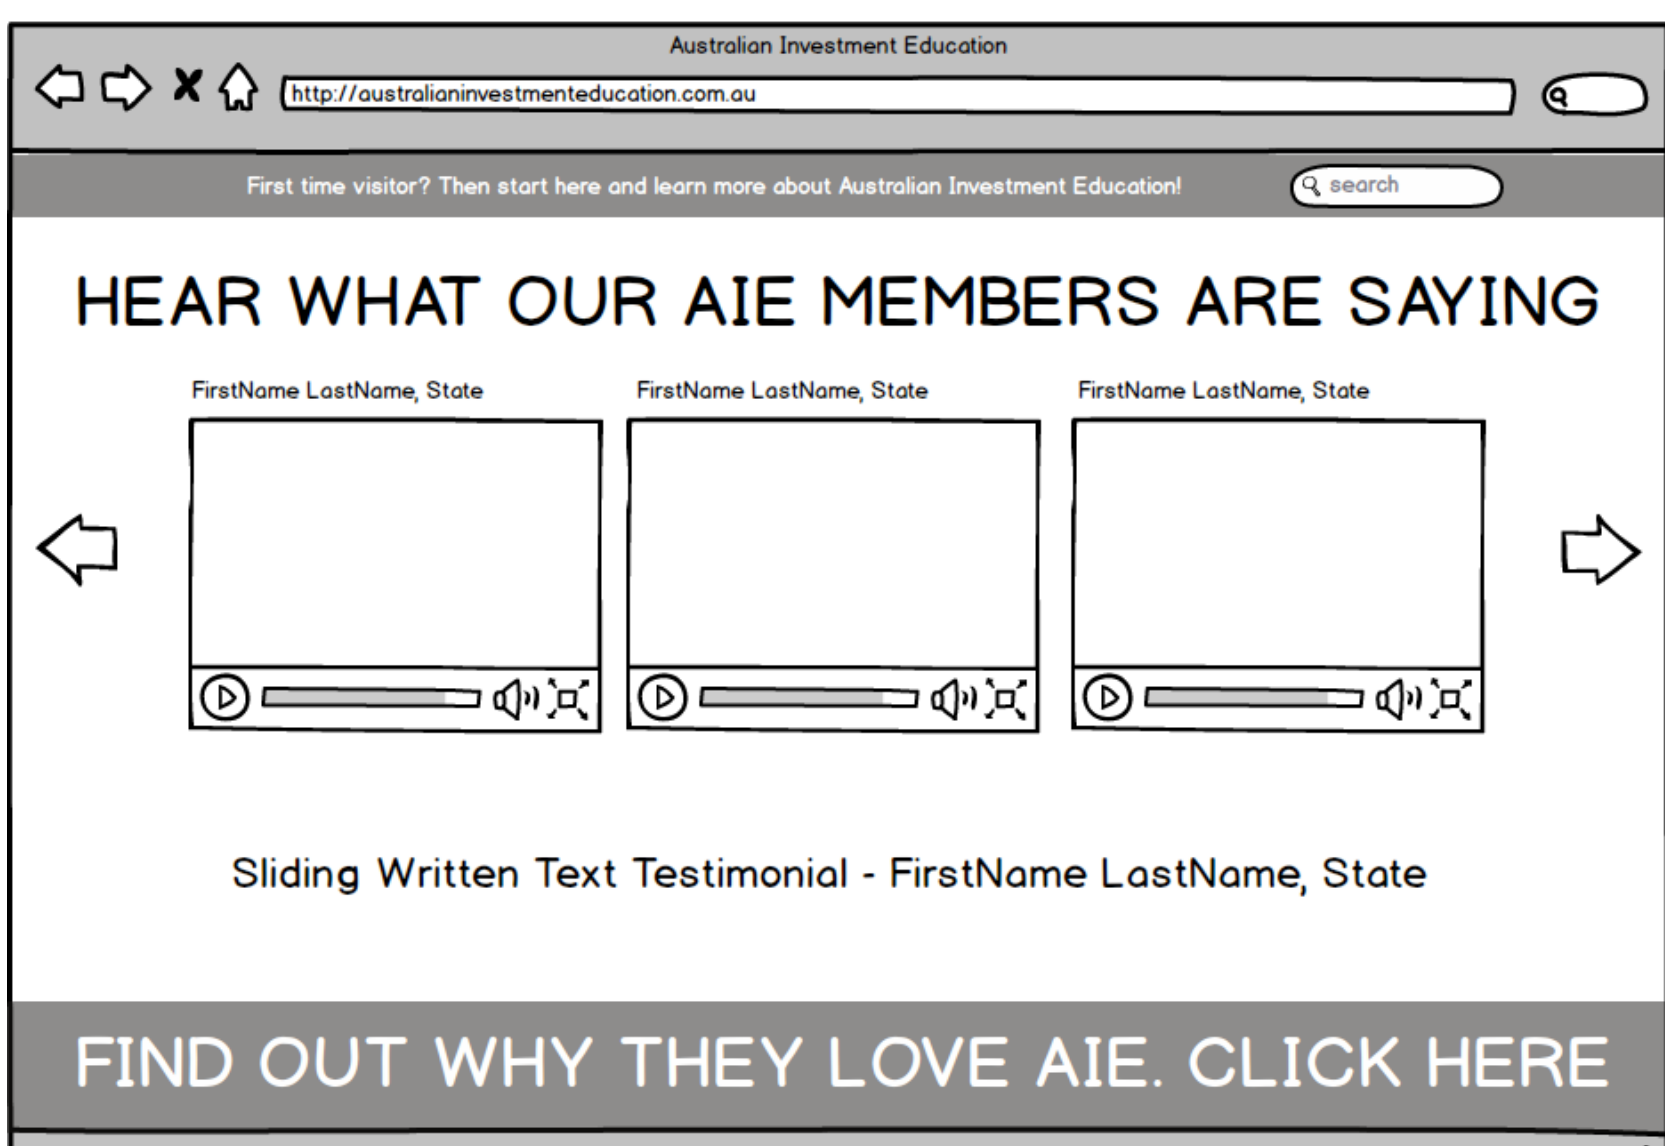 Australian Investment Education
http://australianinvestmenteducation.com.au
First time visitor? Then start here and learn more about Australian Investment Education!
search
HEAR WHAT OUR AIE MEMBERS ARE SAYING
FirstName LastName, State
FirstName LastName, State
FirstName LastName, State
Sliding Written Text Testimonial - FirstName LastName, State
FIND OUT WHY THEY LOVE AIE. CLICK HERE